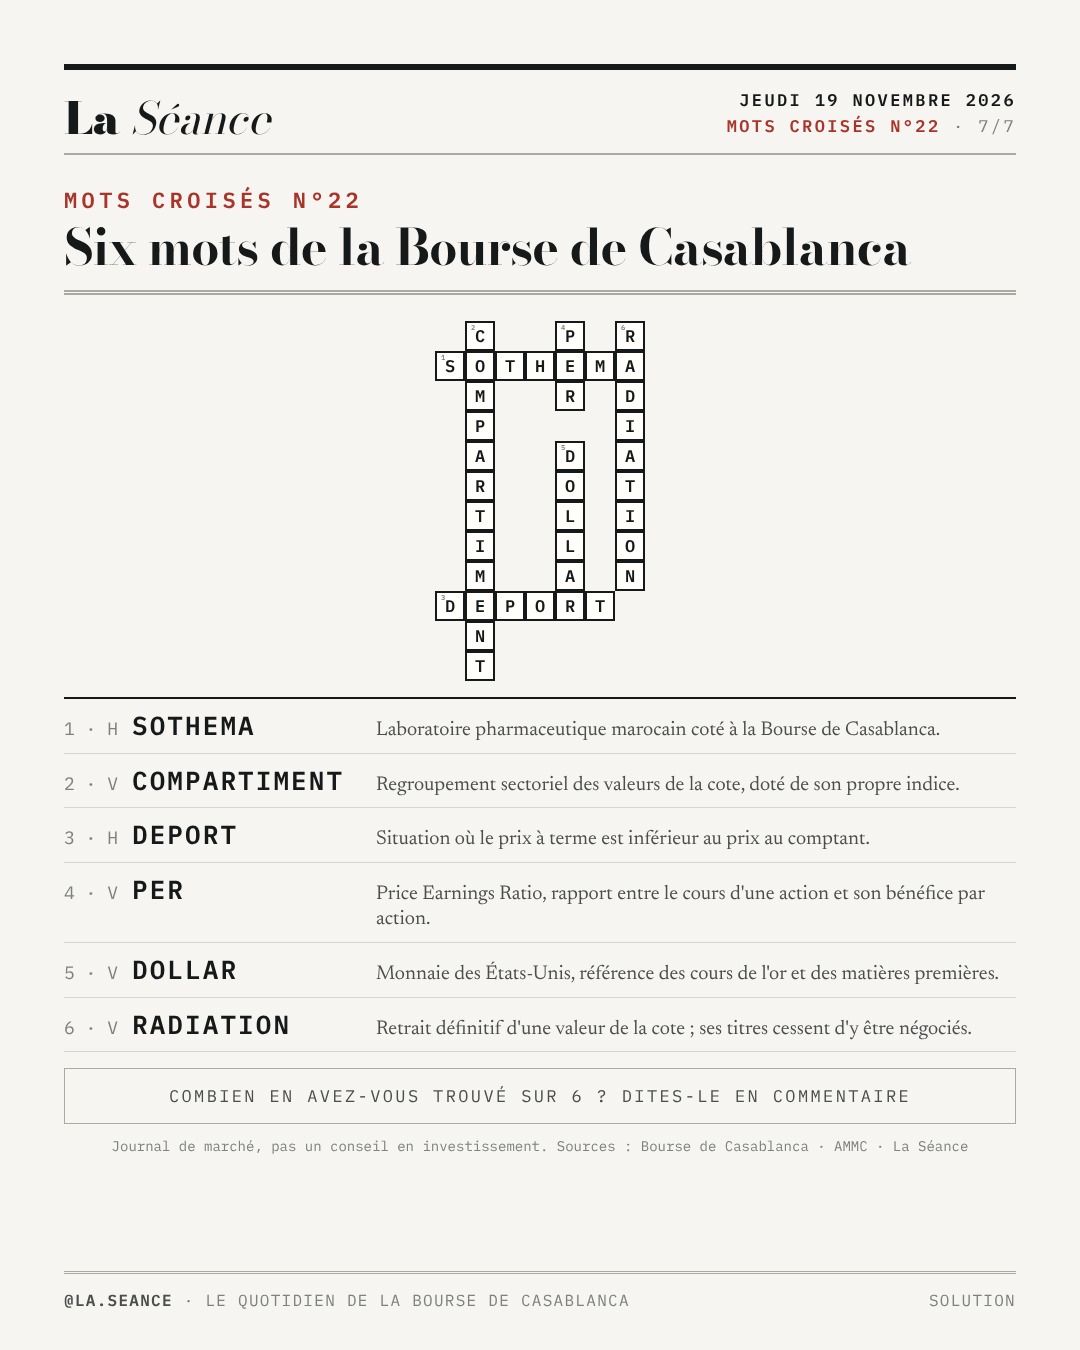 La Séance
JEUDI 19 NOVEMBRE 2026
MOTS CROISÉS N°22 · 7/7
MOTS CROISÉS N°22
Six mots de la Bourse de Casablanca
2 C 4 P 6 R
1 S O T H E M A
M R D
P I
A 5 D A
R O T
T L I
I L O
M A N
3 D E P O R T
N
T
1 · H SOTHEMA Laboratoire pharmaceutique marocain coté à la Bourse de Casablanca.
2 · V COMPARTIMENT Regroupement sectoriel des valeurs de la cote, doté de son propre indice.
3 · H DEPORT Situation où le prix à terme est inférieur au prix au comptant.
4 · V PER Price Earnings Ratio, rapport entre le cours d'une action et son bénéfice par
action.
5 · V DOLLAR Monnaie des États-Unis, référence des cours de l'or et des matières premières.
6 · V RADIATION Retrait définitif d'une valeur de la cote ; ses titres cessent d'y être négociés.
COMBIEN EN AVEZ-VOUS TROUVÉ SUR 6 ? DITES-LE EN COMMENTAIRE
Journal de marché, pas un conseil en investissement. Sources : Bourse de Casablanca · AMMC · La Séance
@LA.SEANCE · LE QUOTIDIEN DE LA BOURSE DE CASABLANCA
SOLUTION